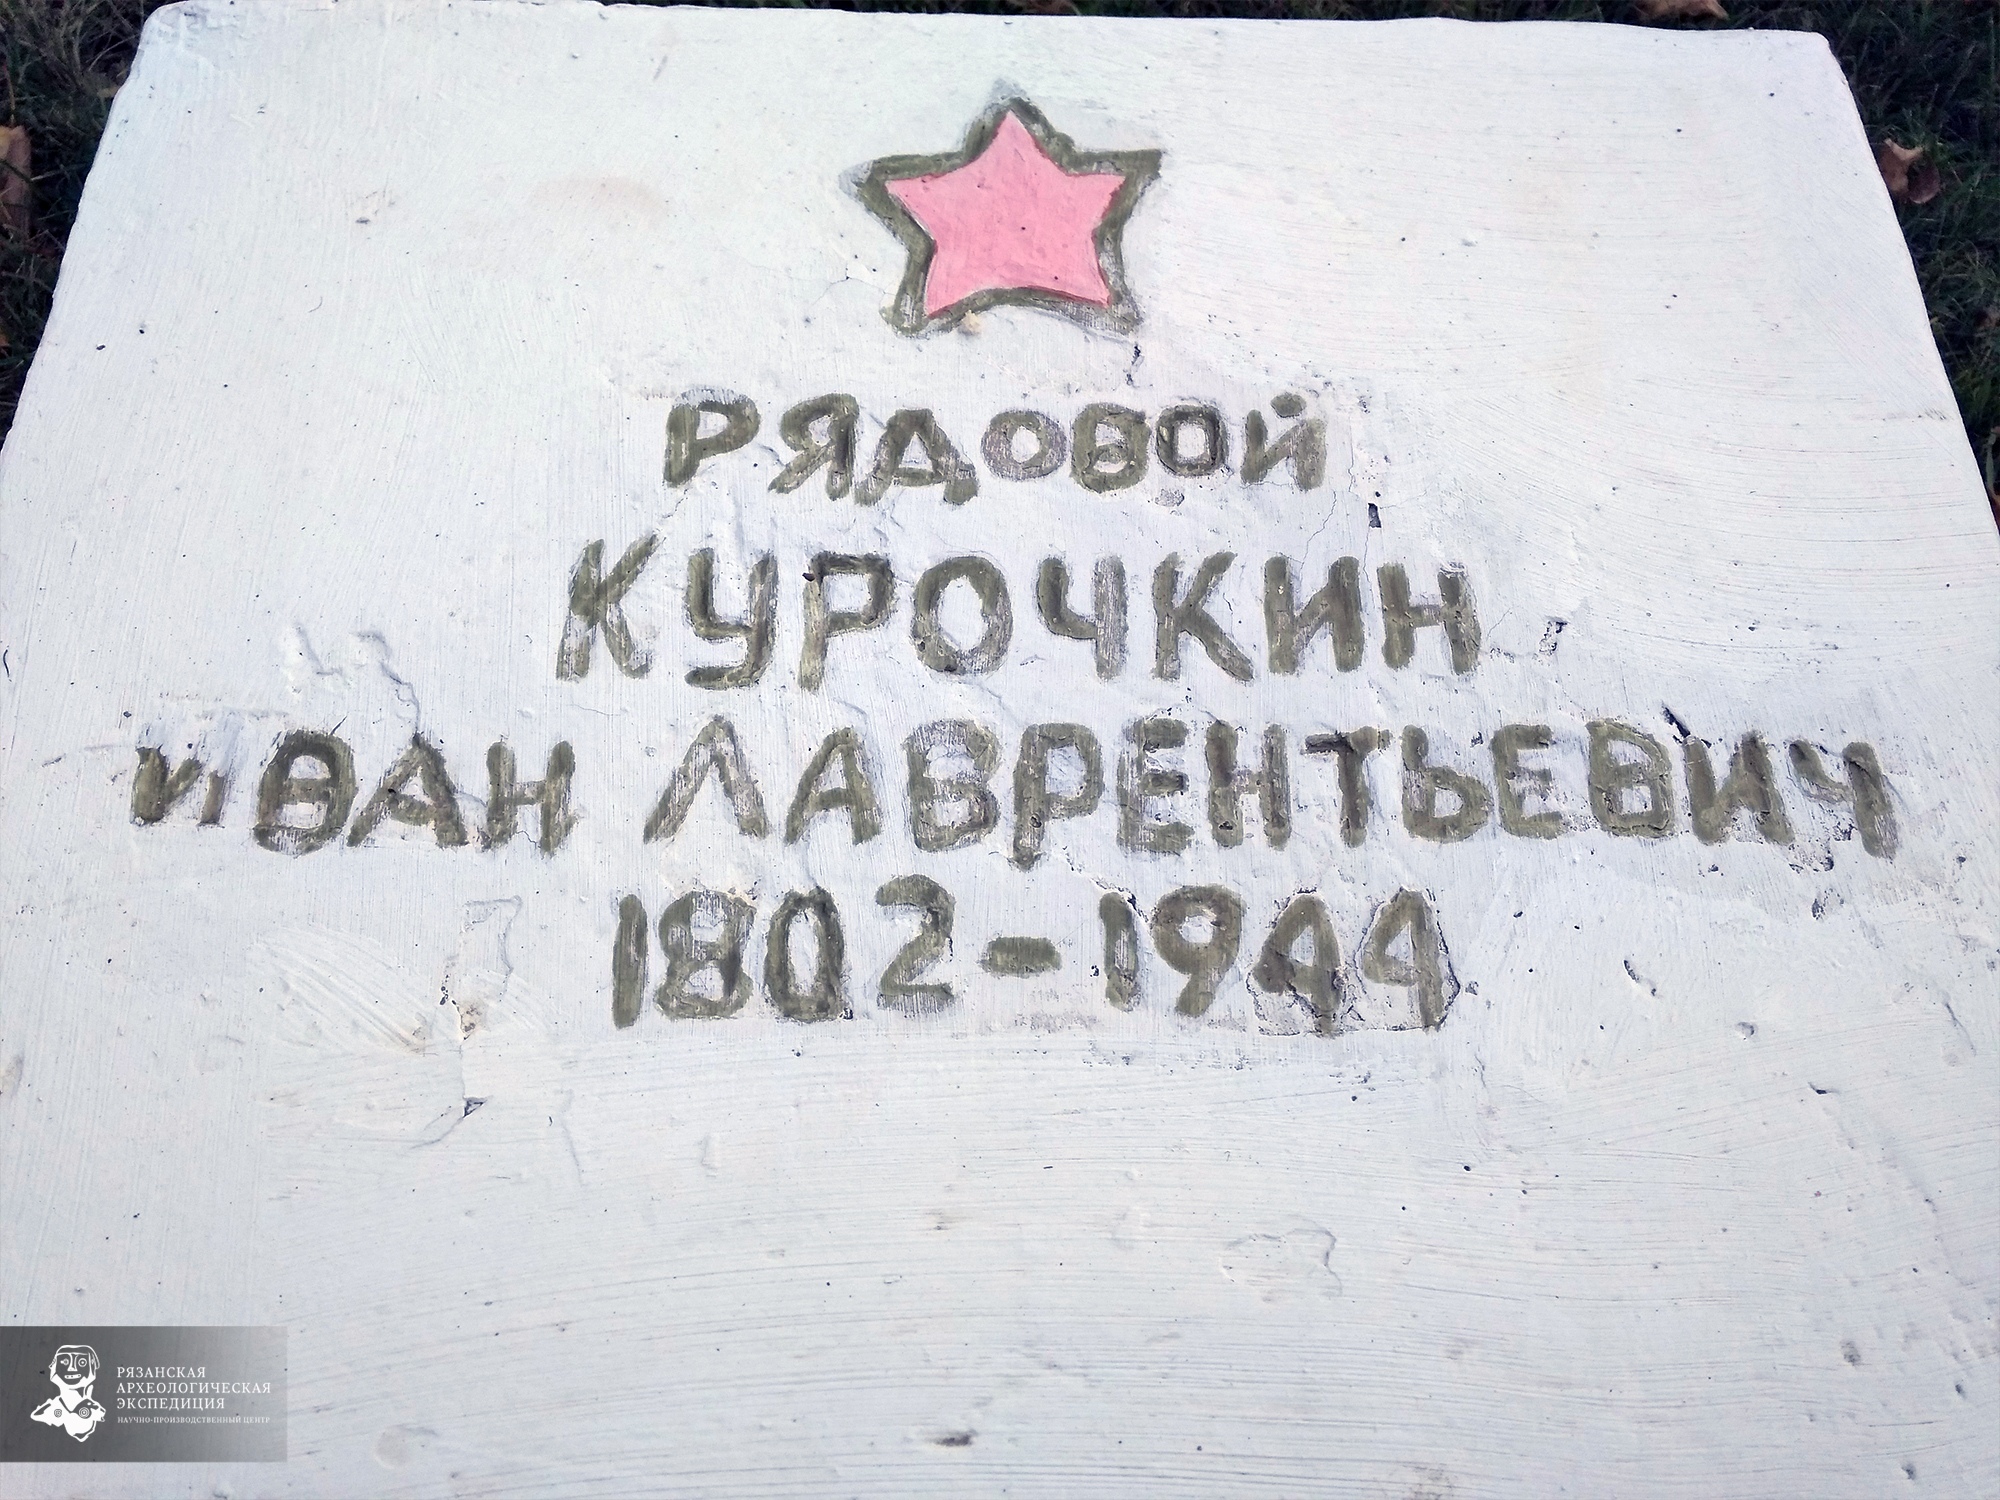 РЯДОВОЙ
КУРОЧКИН
ИВАН ЛАВРЕНТЬЕВИЧ
1802-1944
РЯЗАНСКАЯ
АРХЕОЛОГИЧЕСКАЯ
ЭКСПЕДИЦИЯ
НАУЧНО-ПРОИЗВОДСТВЕННЫЙ ЦЕНТР